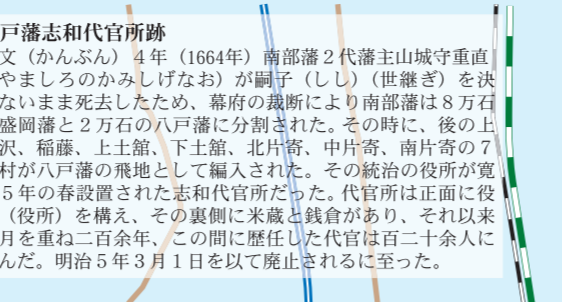 戸藩志和代官所跡
文（かんぶん）４年（1664年）南部藩２代藩主山城守重直
やましろのかみしげなお）が嗣子（しし）（世継ぎ）を決
ないまま死去したため、幕府の裁断により南部藩は８万石
盛岡藩と２万石の八戸藩に分割された。その時に、後の上
沢、稲藤、上土舘、下土舘、北片寄、中片寄、南片寄の７
村が八戸藩の飛地として編入された。その統治の役所が寛
５年の春設置された志和代官所だった。代官所は正面に役
（役所）を構え、その裏側に米蔵と銭倉があり、それ以来
月を重ね二百余年、この間に歴任した代官は百二十余人に
んだ。明治５年３月１日を以て廃止されるに至った。